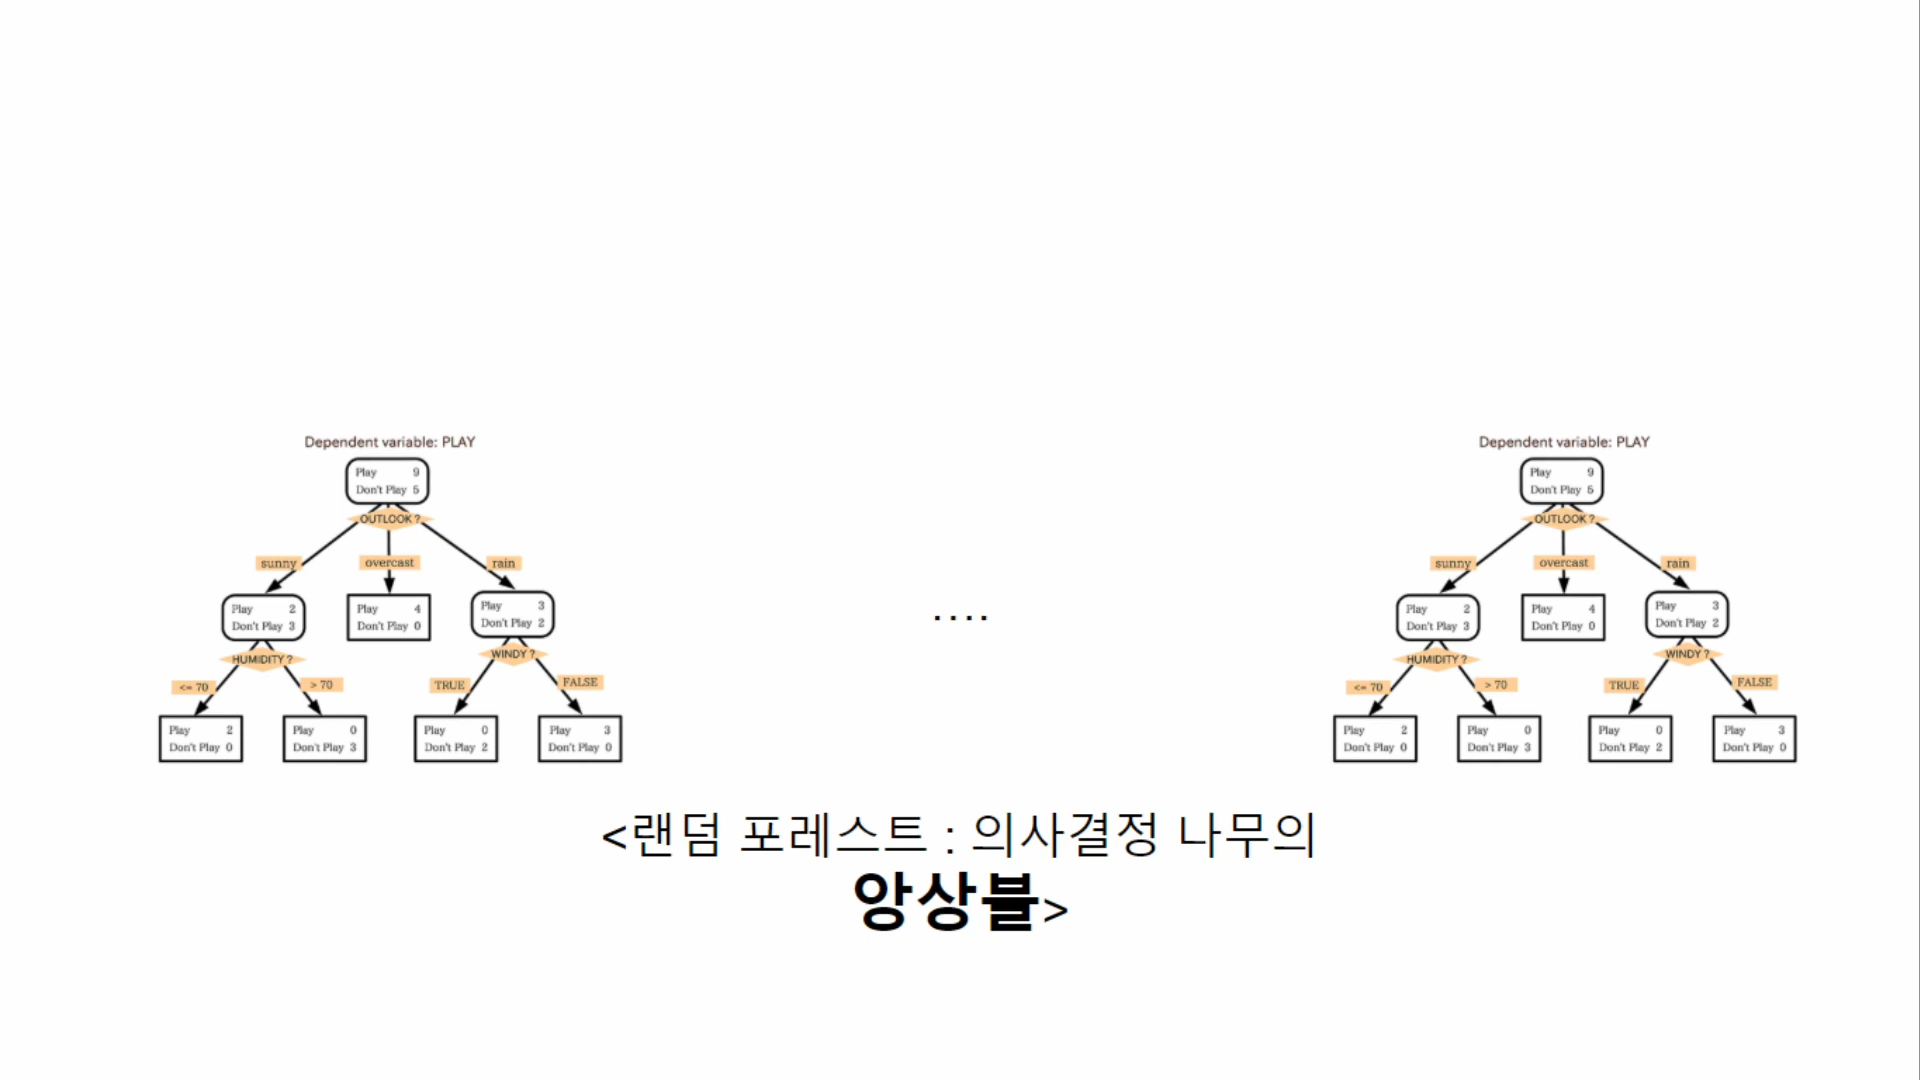 Dependent variable: PLAY
Play 9
Don't Play 5
OUTLOOK ?
sunny
overcast
rain
Play 2
Don't Play 3
Play 4
Don't Play 0
Play 3
Don't Play 2
HUMIDITY ?
WINDY ?
<= 70
> 70
TRUE
FALSE
Play 2
Don't Play 0
Play 0
Don't Play 3
Play 0
Don't Play 2
Play 3
Don't Play 0
....
Dependent variable: PLAY
Play 9
Don't Play 5
OUTLOOK ?
sunny
overcast
rain
Play 2
Don't Play 3
Play 4
Don't Play 0
Play 3
Don't Play 2
HUMIDITY ?
WINDY ?
<= 70
> 70
TRUE
FALSE
Play 2
Don't Play 0
Play 0
Don't Play 3
Play 0
Don't Play 2
Play 3
Don't Play 0
<랜덤 포레스트 : 의사결정 나무의
앙상블>